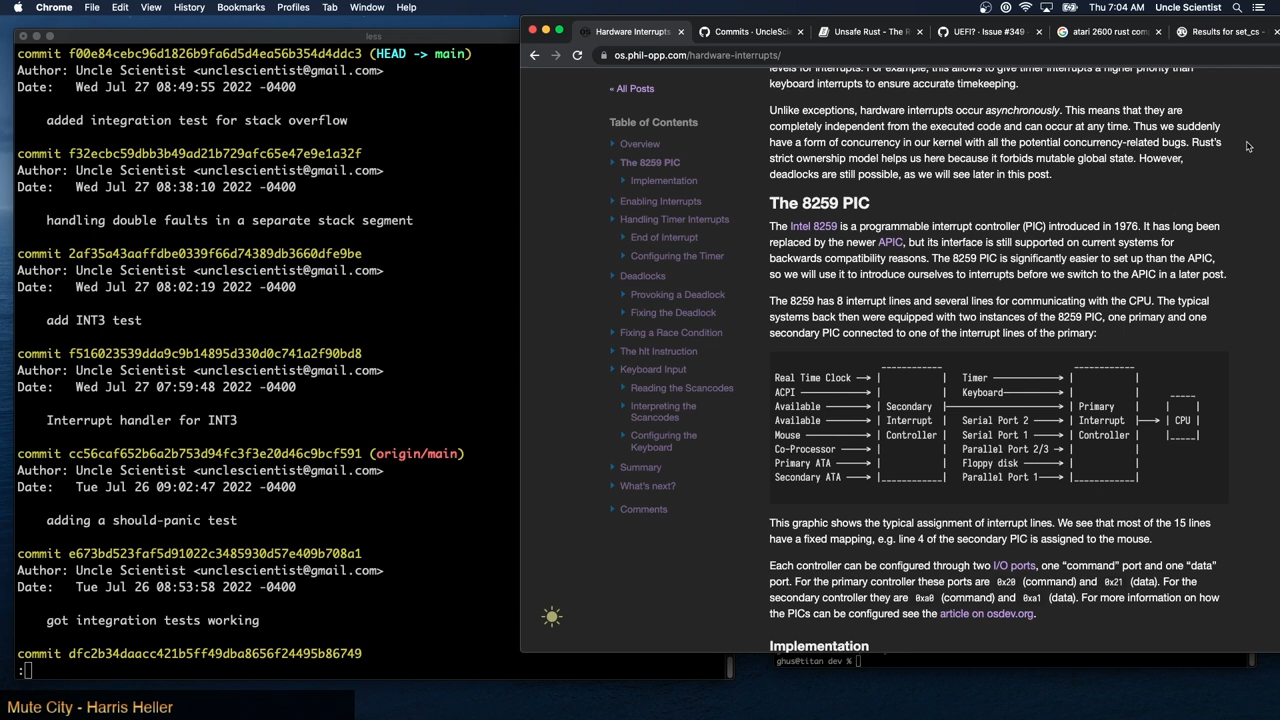 Chrome File Edit View History Bookmarks Profiles Tab Window Help Thu 7:04 AM Uncle Scientist
less
commit f00e84cebc96d1826b9fa6d5d4ea56b354d4ddc3 (HEAD -> main)
Author: Uncle Scientist <unclescientist@gmail.com>
Date: Wed Jul 27 08:49:55 2022 -0400
added integration test for stack overflow
commit f32ecbc59dbb3b49ad21b729afc65e47e9e1a32f
Author: Uncle Scientist <unclescientist@gmail.com>
Date: Wed Jul 27 08:38:10 2022 -0400
handling double faults in a separate stack segment
commit 2af35a43aaffdbe0339f66d74389db3660dfe9be
Author: Uncle Scientist <unclescientist@gmail.com>
Date: Wed Jul 27 08:02:19 2022 -0400
add INT3 test
commit f516023539dda9c9b14895d330d0c741a2f90bd8
Author: Uncle Scientist <unclescientist@gmail.com>
Date: Wed Jul 27 07:59:48 2022 -0400
Interrupt handler for INT3
commit cc56caf652b6a2b753d94fc3f3e20d46c9bcf591 (origin/main)
Author: Uncle Scientist <unclescientist@gmail.com>
Date: Tue Jul 26 09:02:47 2022 -0400
adding a should-panic test
commit e673bd523faf5d91022c3485930d57e409b708a1
Author: Uncle Scientist <unclescientist@gmail.com>
Date: Tue Jul 26 08:53:58 2022 -0400
got integration tests working
commit dfc2b34daacc421b5ff49dba8656f24495b86749
:
Hardware Interrupts Commits · UncleScie Unsafe Rust - The R UEFI? · Issue #349 atari 2600 rust com Results for set_cs -
os.phil-opp.com/hardware-interrupts/
« All Posts
Table of Contents
Overview
The 8259 PIC
Implementation
Enabling Interrupts
Handling Timer Interrupts
End of Interrupt
Configuring the Timer
Deadlocks
Provoking a Deadlock
Fixing the Deadlock
Fixing a Race Condition
The hlt Instruction
Keyboard Input
Reading the Scancodes
Interpreting the
Scancodes
Configuring the
Keyboard
Summary
What's next?
Comments
levels for interrupts. For example, this allows to give timer interrupts a higher priority than
keyboard interrupts to ensure accurate timekeeping.
Unlike exceptions, hardware interrupts occur asynchronously. This means that they are
completely independent from the executed code and can occur at any time. Thus we suddenly
have a form of concurrency in our kernel with all the potential concurrency-related bugs. Rust's
strict ownership model helps us here because it forbids mutable global state. However,
deadlocks are still possible, as we will see later in this post.
The 8259 PIC
The Intel 8259 is a programmable interrupt controller (PIC) introduced in 1976. It has long been
replaced by the newer APIC, but its interface is still supported on current systems for
backwards compatibility reasons. The 8259 PIC is significantly easier to set up than the APIC,
so we will use it to introduce ourselves to interrupts before we switch to the APIC in a later post.
The 8259 has 8 interrupt lines and several lines for communicating with the CPU. The typical
systems back then were equipped with two instances of the 8259 PIC, one primary and one
secondary PIC connected to one of the interrupt lines of the primary:
Real Time Clock Timer
ACPI Keyboard
Available Secondary Primary
Available Interrupt Serial Port 2 Interrupt CPU
Mouse Controller Serial Port 1 Controller
Co-Processor Parallel Port 2/3
Primary ATA Floppy disk
Secondary ATA Parallel Port 1
This graphic shows the typical assignment of interrupt lines. We see that most of the 15 lines
have a fixed mapping, e.g. line 4 of the secondary PIC is assigned to the mouse.
Each controller can be configured through two I/O ports, one “command” port and one “data”
port. For the primary controller these ports are 0x20 (command) and 0x21 (data). For the
secondary controller they are 0xa0 (command) and 0xa1 (data). For more information on how
the PICs can be configured see the article on osdev.org.
Implementation
ghus@titan dev %
Mute City - Harris Heller